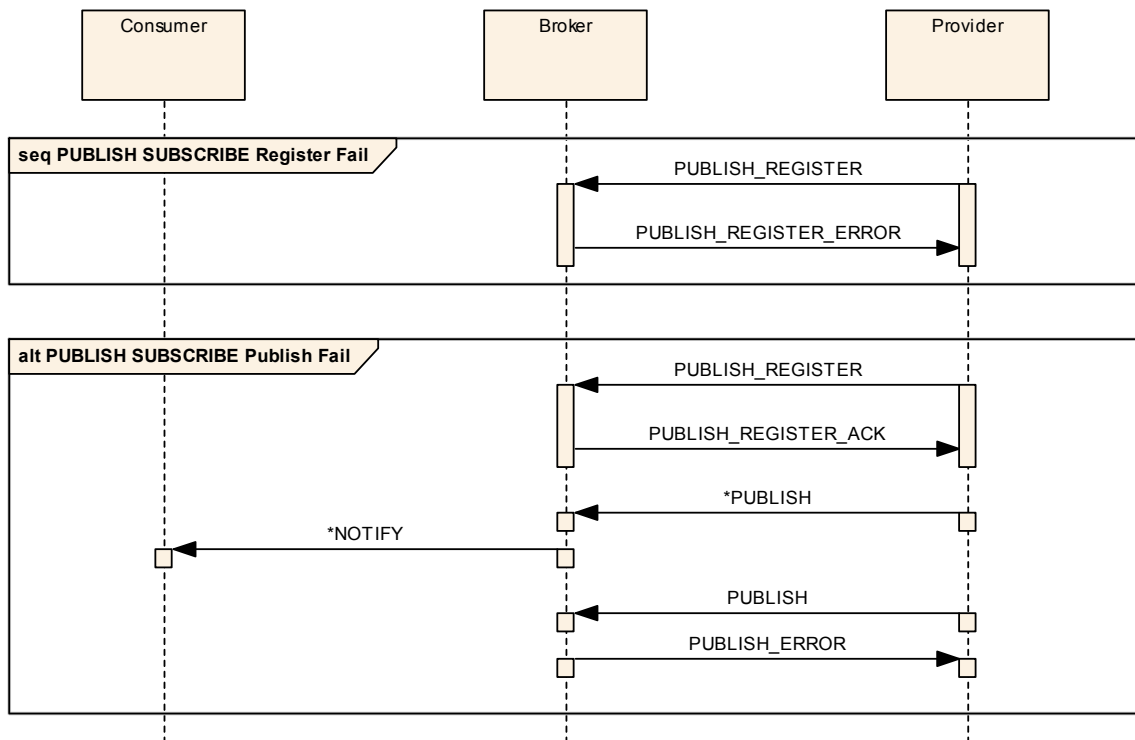 Consumer
Broker
Provider
seq PUBLISH SUBSCRIBE Register Fail
PUBLISH_REGISTER
PUBLISH_REGISTER_ERROR
alt PUBLISH SUBSCRIBE Publish Fail
PUBLISH_REGISTER
PUBLISH_REGISTER_ACK
*PUBLISH
*NOTIFY
PUBLISH
PUBLISH_ERROR